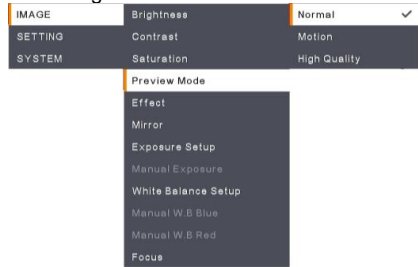 IMAGE
SETTING
SYSTEM
Brightness
Contrast
Saturation
Preview Mode
Effect
Mirror
Exposure Setup
Manual Exposure
White Balance Setup
Manual W.B Blue
Manual W.B Red
Focus
Normal
Motion
High Quality